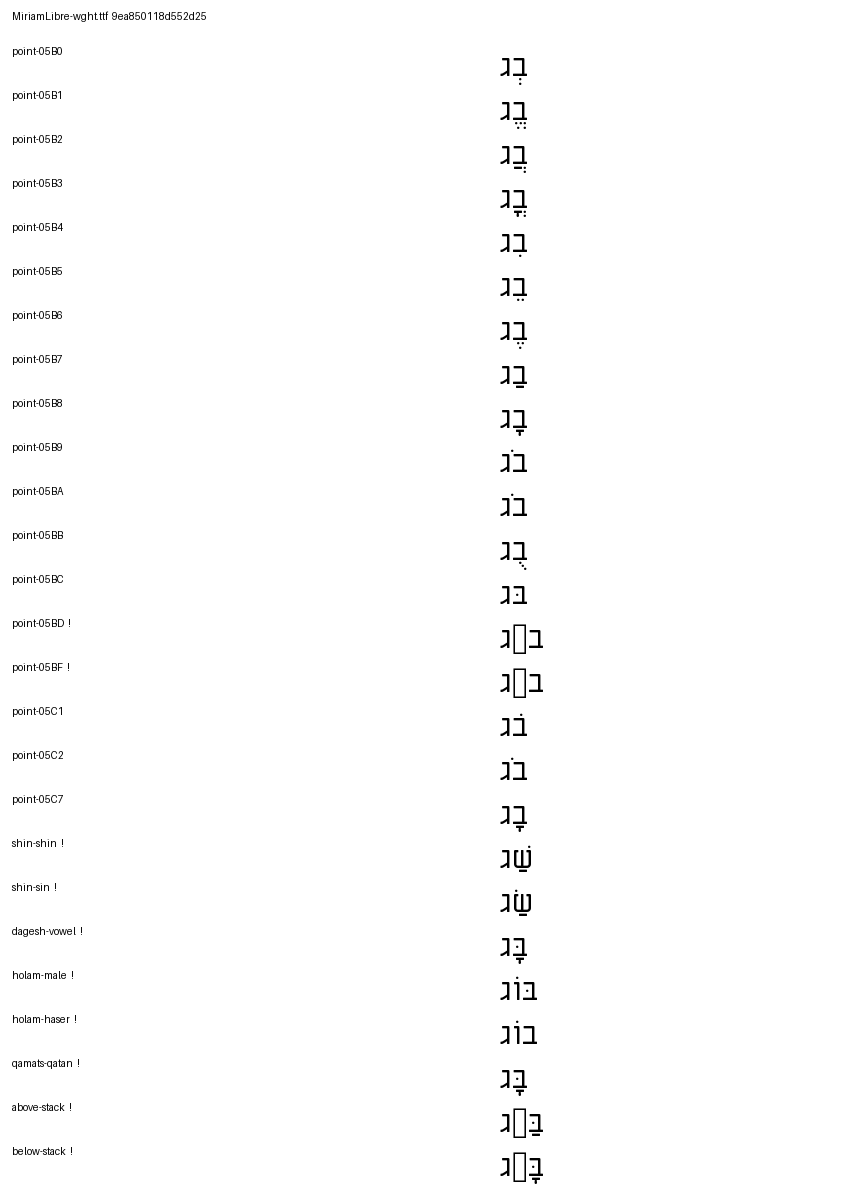 MiriamLibre-wght.ttf 9ea850118d552d25
point-05B0
בְג
point-05B1
בֱג
point-05B2
בֲג
point-05B3
בֳג
point-05B4
בִג
point-05B5
בֵג
point-05B6
בֶג
point-05B7
בַג
point-05B8
בָג
point-05B9
בֹג
point-05BA
בֺג
point-05BB
בֻג
point-05BC
בּג
point-05BD !
ב□ג
point-05BF !
ב□ג
point-05C1
בׁג
point-05C2
בׂג
point-05C7
בׇג
shin-shin !
שַׁג
shin-sin !
שַׂג
dagesh-vowel !
בָּג
holam-male !
בּוֹג
holam-haser !
בוֺג
qamats-qatan !
בׇּג
above-stack !
בַּ□ג
below-stack !
בָּ□ג